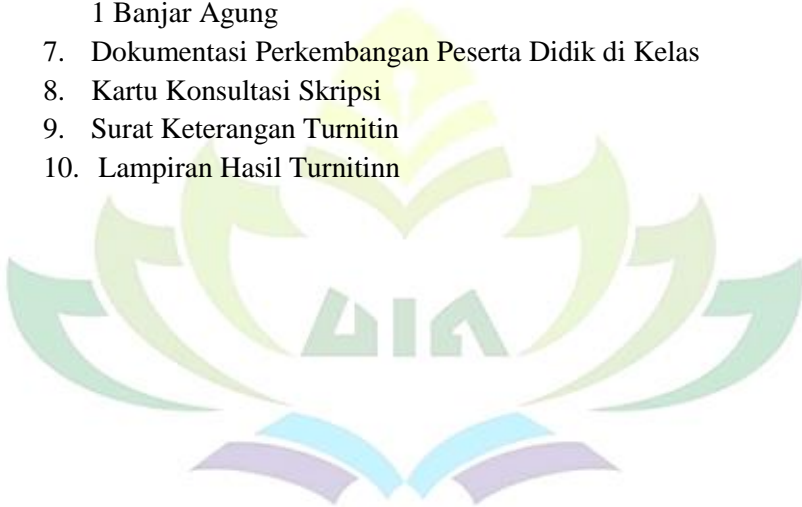 1 Banjar Agung
7. Dokumentasi Perkembangan Peserta Didik di Kelas
8. Kartu Konsultasi Skripsi
9. Surat Keterangan Turnitin
10. Lampiran Hasil Turnitinn
UIN